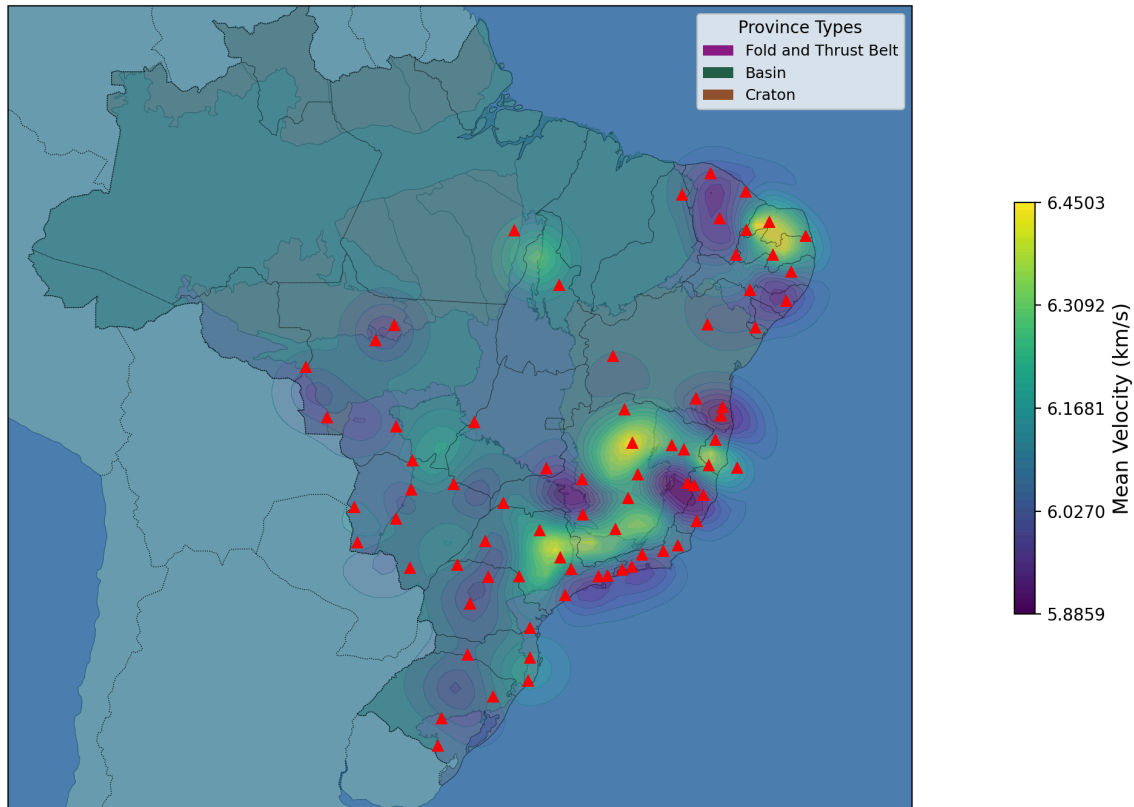 Province Types
Fold and Thrust Belt
Basin
Craton
6.4503
6.3092
6.1681
6.0270
5.8859
Mean Velocity (km/s)